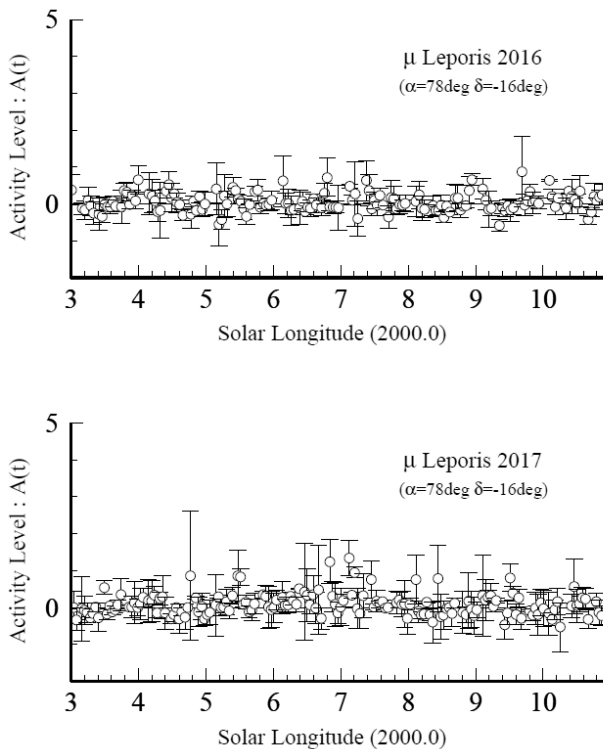 5
μ Leporis 2016
(α=78deg δ=-16deg)
Activity Level : A(t)
0
3 4 5 6 7 8 9 10
Solar Longitude (2000.0)
5
μ Leporis 2017
(α=78deg δ=-16deg)
Activity Level : A(t)
0
3 4 5 6 7 8 9 10
Solar Longitude (2000.0)